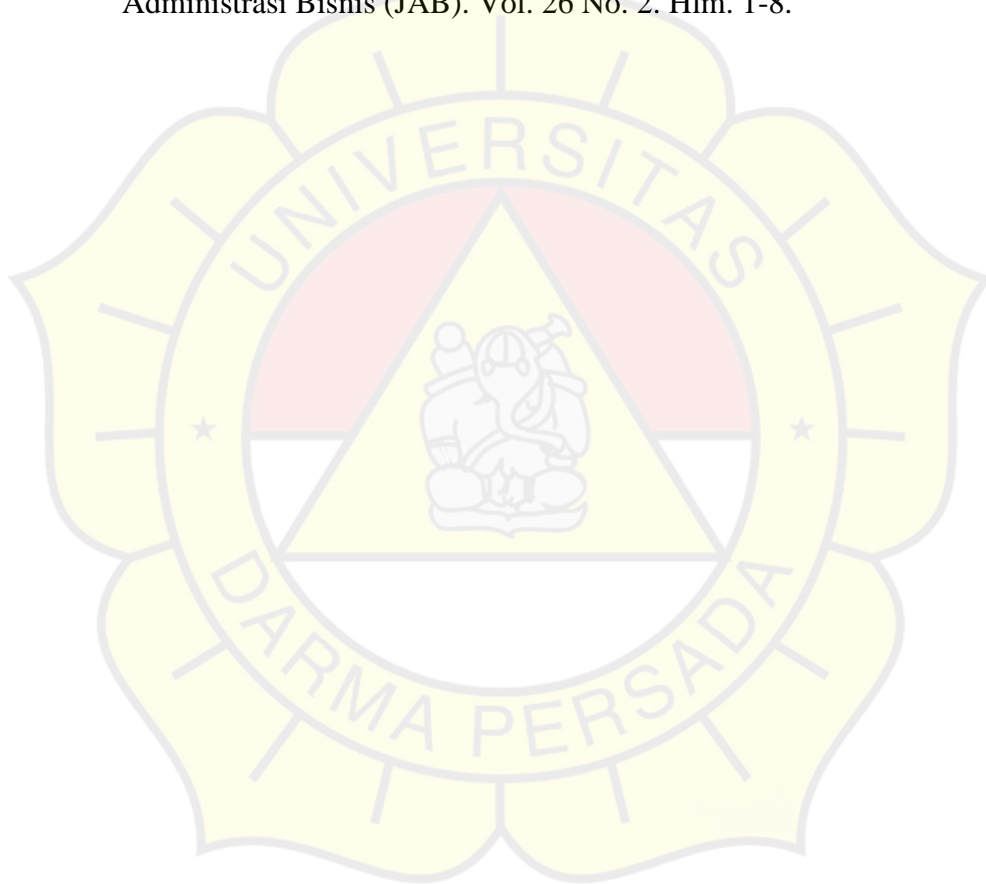 Administrasi Bisnis (JAB). Vol. 26 No. 2. Hlm. 1-8.
UNIVERSITAS
DARMA PERSADA